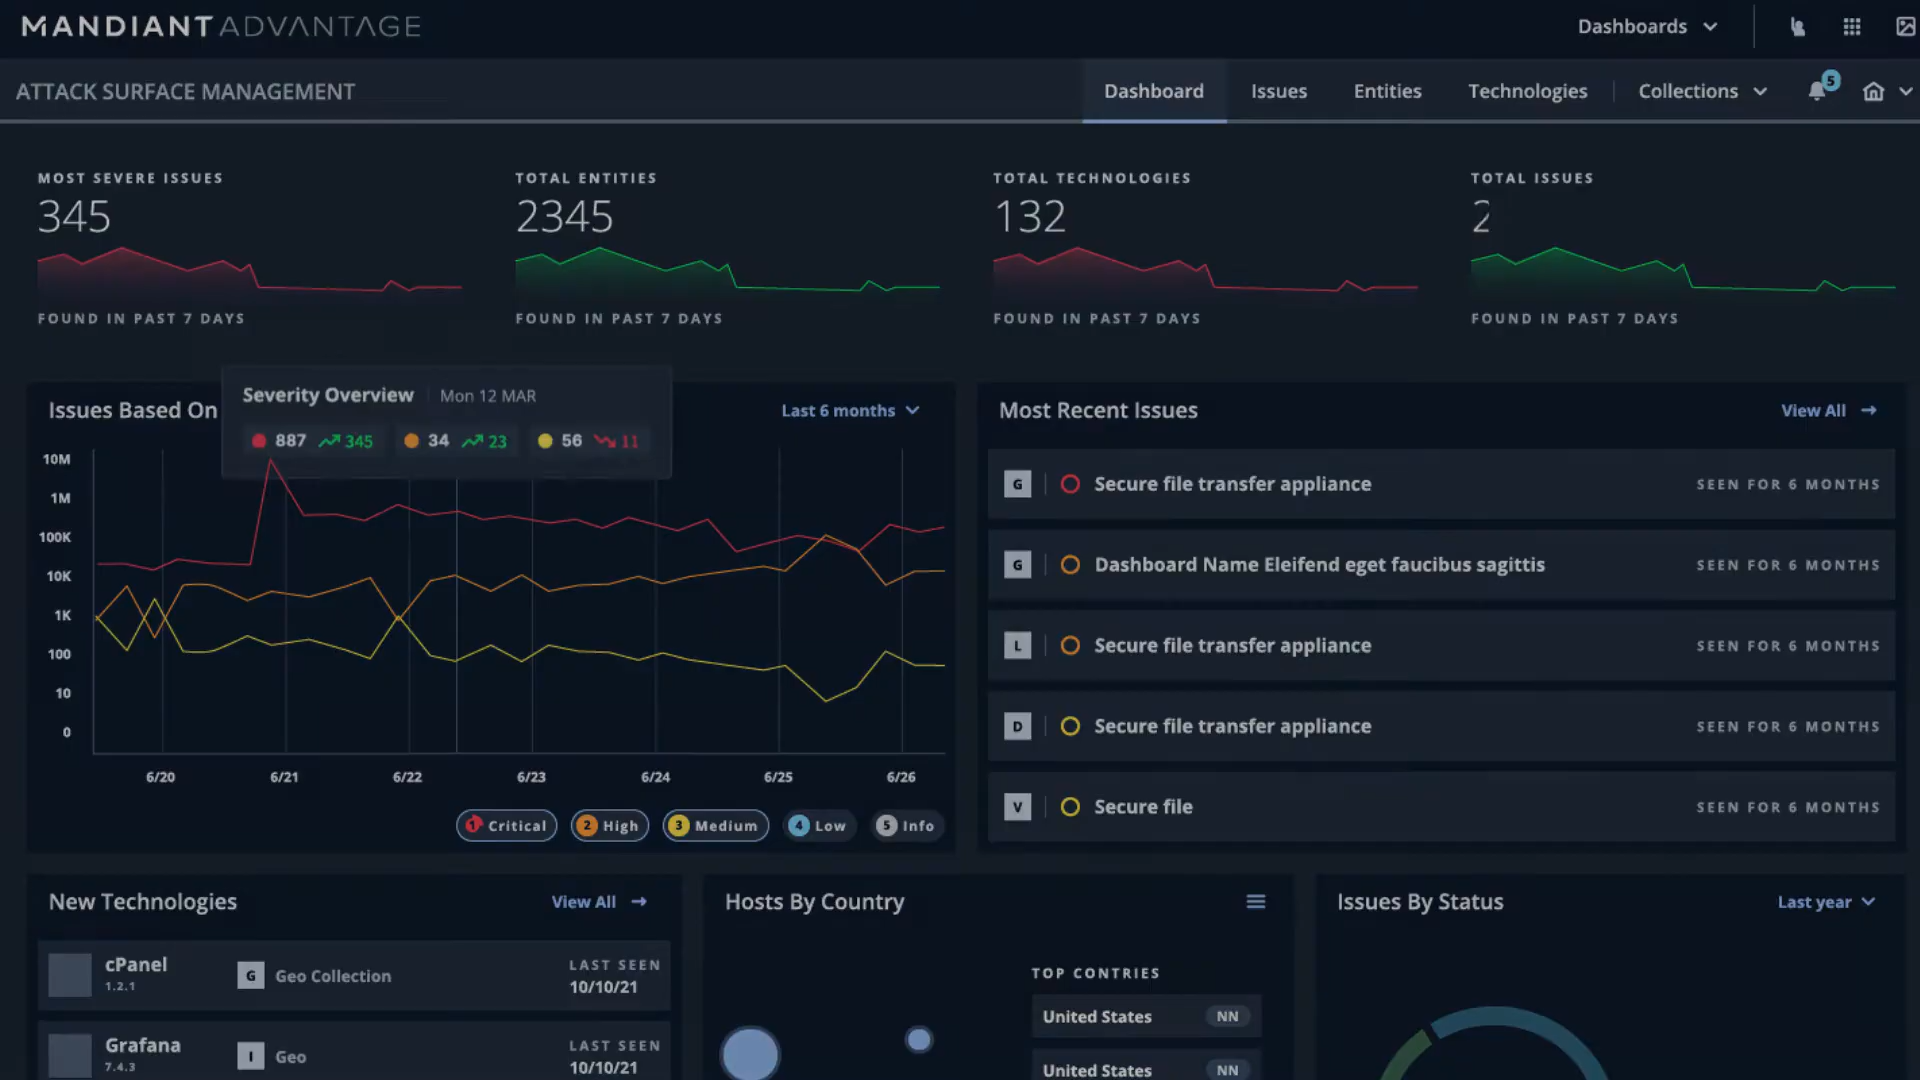 MANDIANT ADVANTAGE
Dashboards
ATTACK SURFACE MANAGEMENT
Dashboard
Issues
Entities
Technologies
Collections
5
MOST SEVERE ISSUES
345
FOUND IN PAST 7 DAYS
TOTAL ENTITIES
2345
FOUND IN PAST 7 DAYS
TOTAL TECHNOLOGIES
132
FOUND IN PAST 7 DAYS
TOTAL ISSUES
2
FOUND IN PAST 7 DAYS
Issues Based On
Last 6 months
Severity Overview Mon 12 MAR
887 345 34 23 56 11
10M
1M
100K
10K
1K
100
10
0
6/20 6/21 6/22 6/23 6/24 6/25 6/26
1 Critical
2 High
3 Medium
4 Low
5 Info
Most Recent Issues
View All
G Secure file transfer appliance SEEN FOR 6 MONTHS
G Dashboard Name Eleifend eget faucibus sagittis SEEN FOR 6 MONTHS
L Secure file transfer appliance SEEN FOR 6 MONTHS
D Secure file transfer appliance SEEN FOR 6 MONTHS
V Secure file SEEN FOR 6 MONTHS
New Technologies
View All
cPanel
1.2.1
G Geo Collection
LAST SEEN
10/10/21
Grafana
7.4.3
I Geo
LAST SEEN
10/10/21
Hosts By Country
TOP CONTRIES
United States NN
United States NN
Issues By Status
Last year